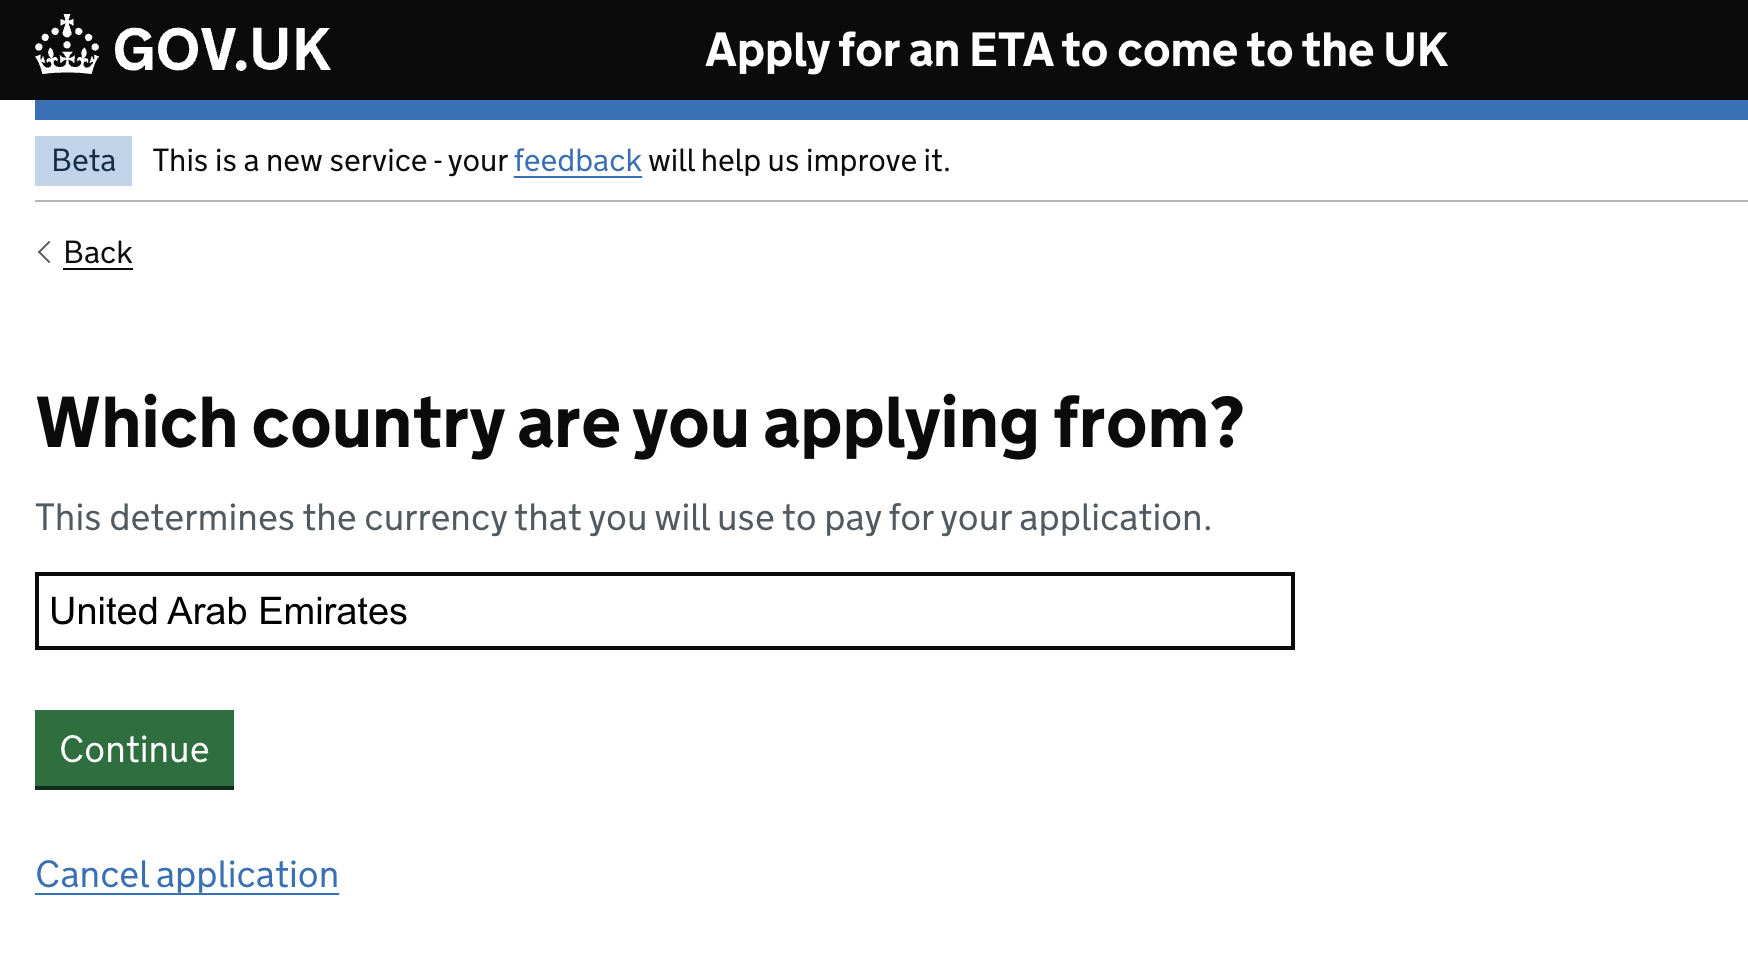 GOV.UK
Apply for an ETA to come to the UK
Beta
This is a new service - your feedback will help us improve it.
Back
Which country are you applying from?
This determines the currency that you will use to pay for your application.
United Arab Emirates
Continue
Cancel application